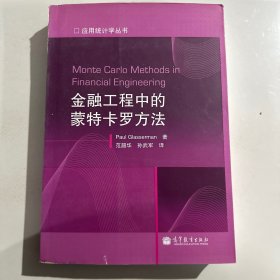 应用统计学丛书
Monte Carlo Methods in
Financial Engineering
金融工程中的
蒙特卡罗方法
Paul Glasserman 著
范韶华 孙武军 译
高等教育出版社